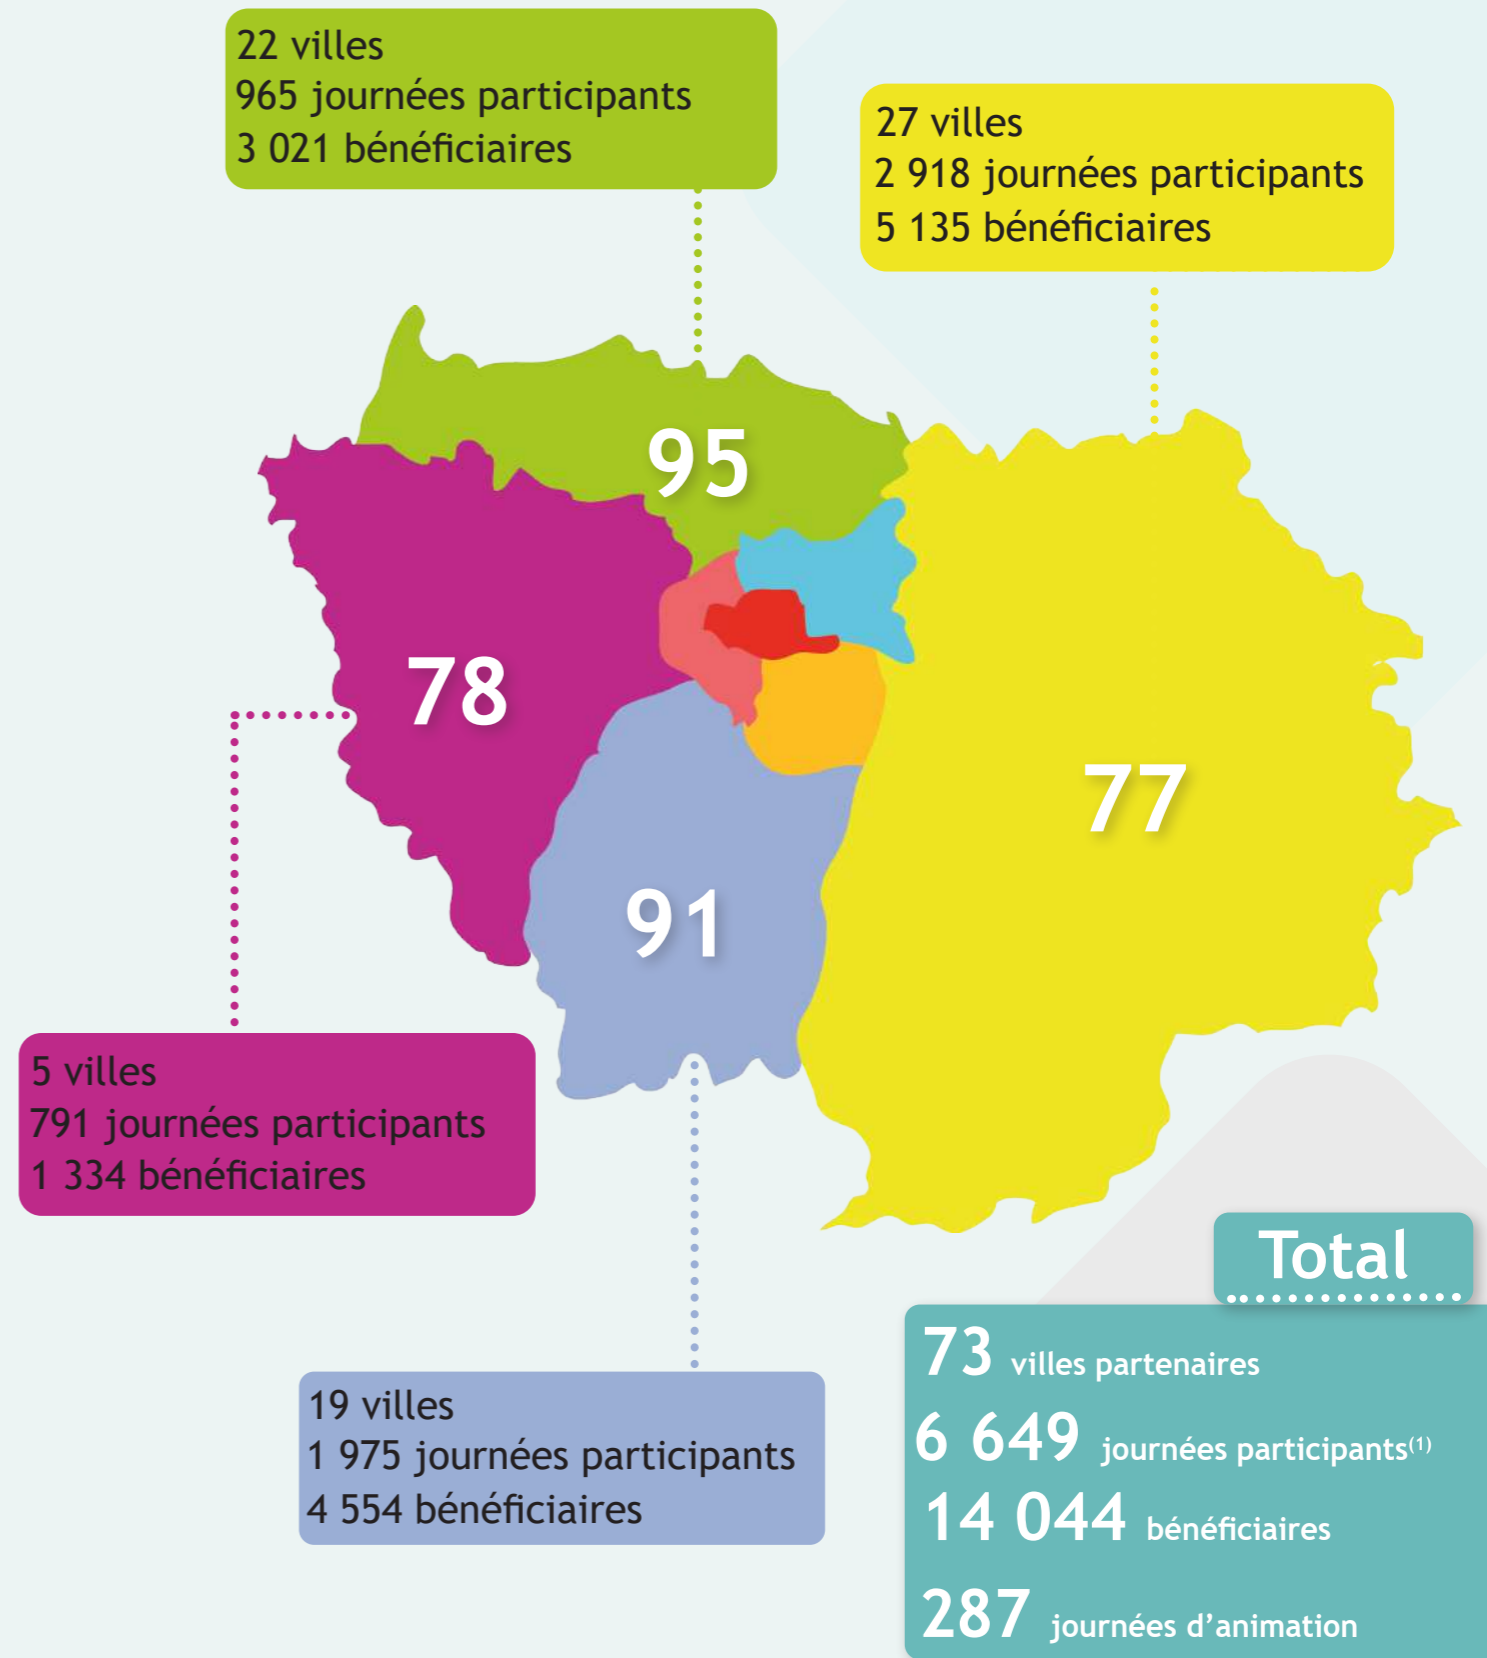 22 villes
965 journées participants
3 021 bénéficiaires
27 villes
2 918 journées participants
5 135 bénéficiaires
95
78
77
91
5 villes
791 journées participants
1 334 bénéficiaires
19 villes
1 975 journées participants
4 554 bénéficiaires
Total
73 villes partenaires
6 649 journées participants(1)
14 044 bénéficiaires
287 journées d’animation